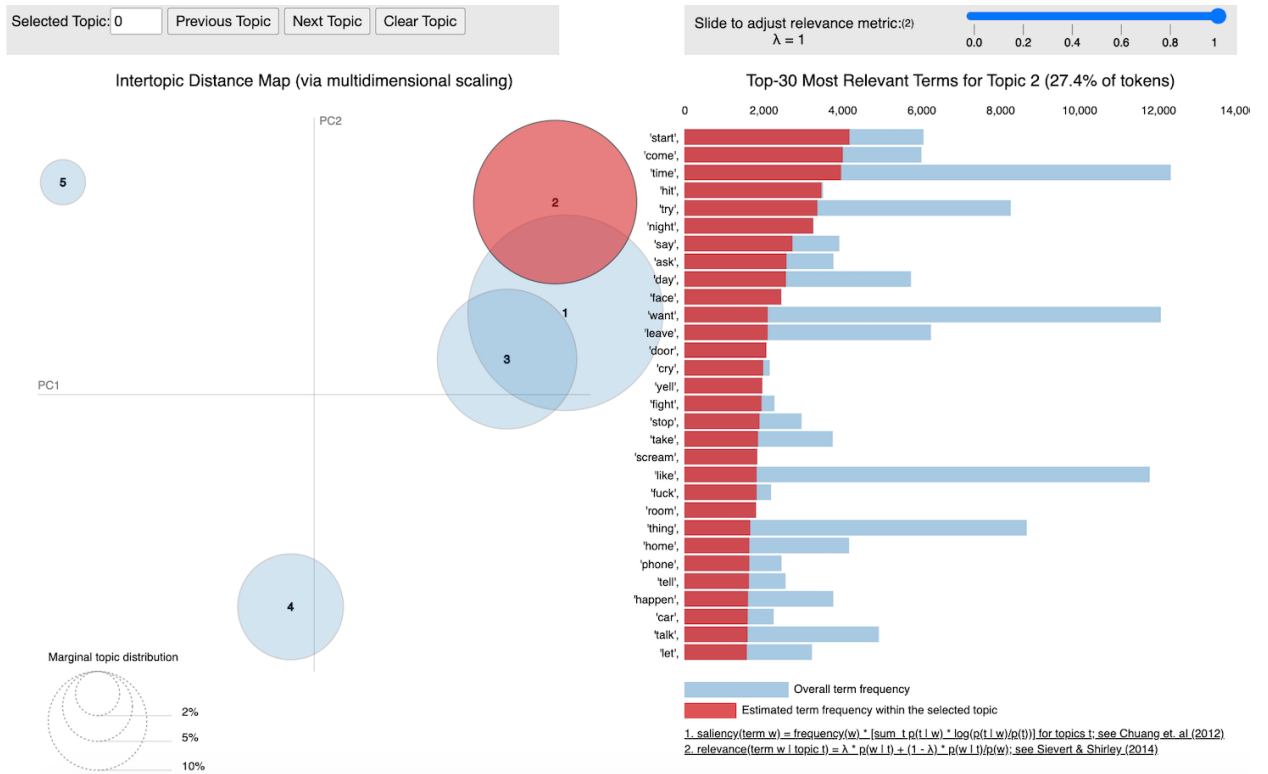 Selected Topic: 0 Previous Topic Next Topic Clear Topic
Slide to adjust relevance metric:(2)
λ = 1
0.0 0.2 0.4 0.6 0.8 1
Intertopic Distance Map (via multidimensional scaling)
PC2
PC1
5
2
1
3
4
Marginal topic distribution
2%
5%
10%
Top-30 Most Relevant Terms for Topic 2 (27.4% of tokens)
0 2,000 4,000 6,000 8,000 10,000 12,000 14,00
'start',
'come',
'time',
'hit',
'try',
'night',
'say',
'ask',
'day',
'face',
'want',
'leave',
'door',
'cry',
'yell',
'fight',
'stop',
'take',
'scream',
'like',
'fuck',
'room',
'thing',
'home',
'phone',
'tell',
'happen',
'car',
'talk',
'let',
Overall term frequency
Estimated term frequency within the selected topic
1. saliency(term w) = frequency(w) * [sum_t p(t | w) * log(p(t | w)/p(t))] for topics t; see Chuang et. al (2012)
2. relevance(term w | topic t) = λ * p(w | t) + (1 - λ) * p(w | t)/p(w); see Sievert & Shirley (2014)